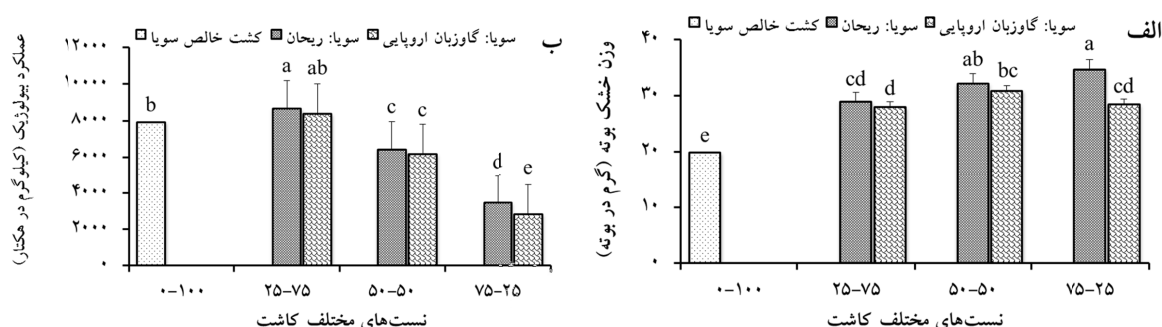 الف
کشت خالص سویا سویا: ریحان سویا: گاوزبان اروپایی
وزن خشک بوته (گرم در بوته)
۴۰
۳۰
۲۰
۱۰
۰
e
cd d
ab bc
a cd
۰-۱۰۰ ۲۵-۷۵ ۵۰-۵۰ ۷۵-۲۵
نسبت‌های مختلف کاشت
ب
کشت خالص سویا سویا: ریحان سویا: گاوزبان اروپایی
عملکرد بیولوژیک (کیلوگرم در هکتار)
۱۲۰۰۰
۱۰۰۰۰
۸۰۰۰
۶۰۰۰
۴۰۰۰
۲۰۰۰
۰
b
a ab
c c
d e
۰-۱۰۰ ۲۵-۷۵ ۵۰-۵۰ ۷۵-۲۵
نسبت‌های مختلف کاشت